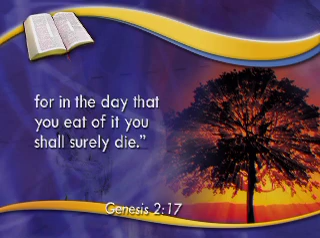 for in the day that
you eat of it you
shall surely die."
Genesis 2:17